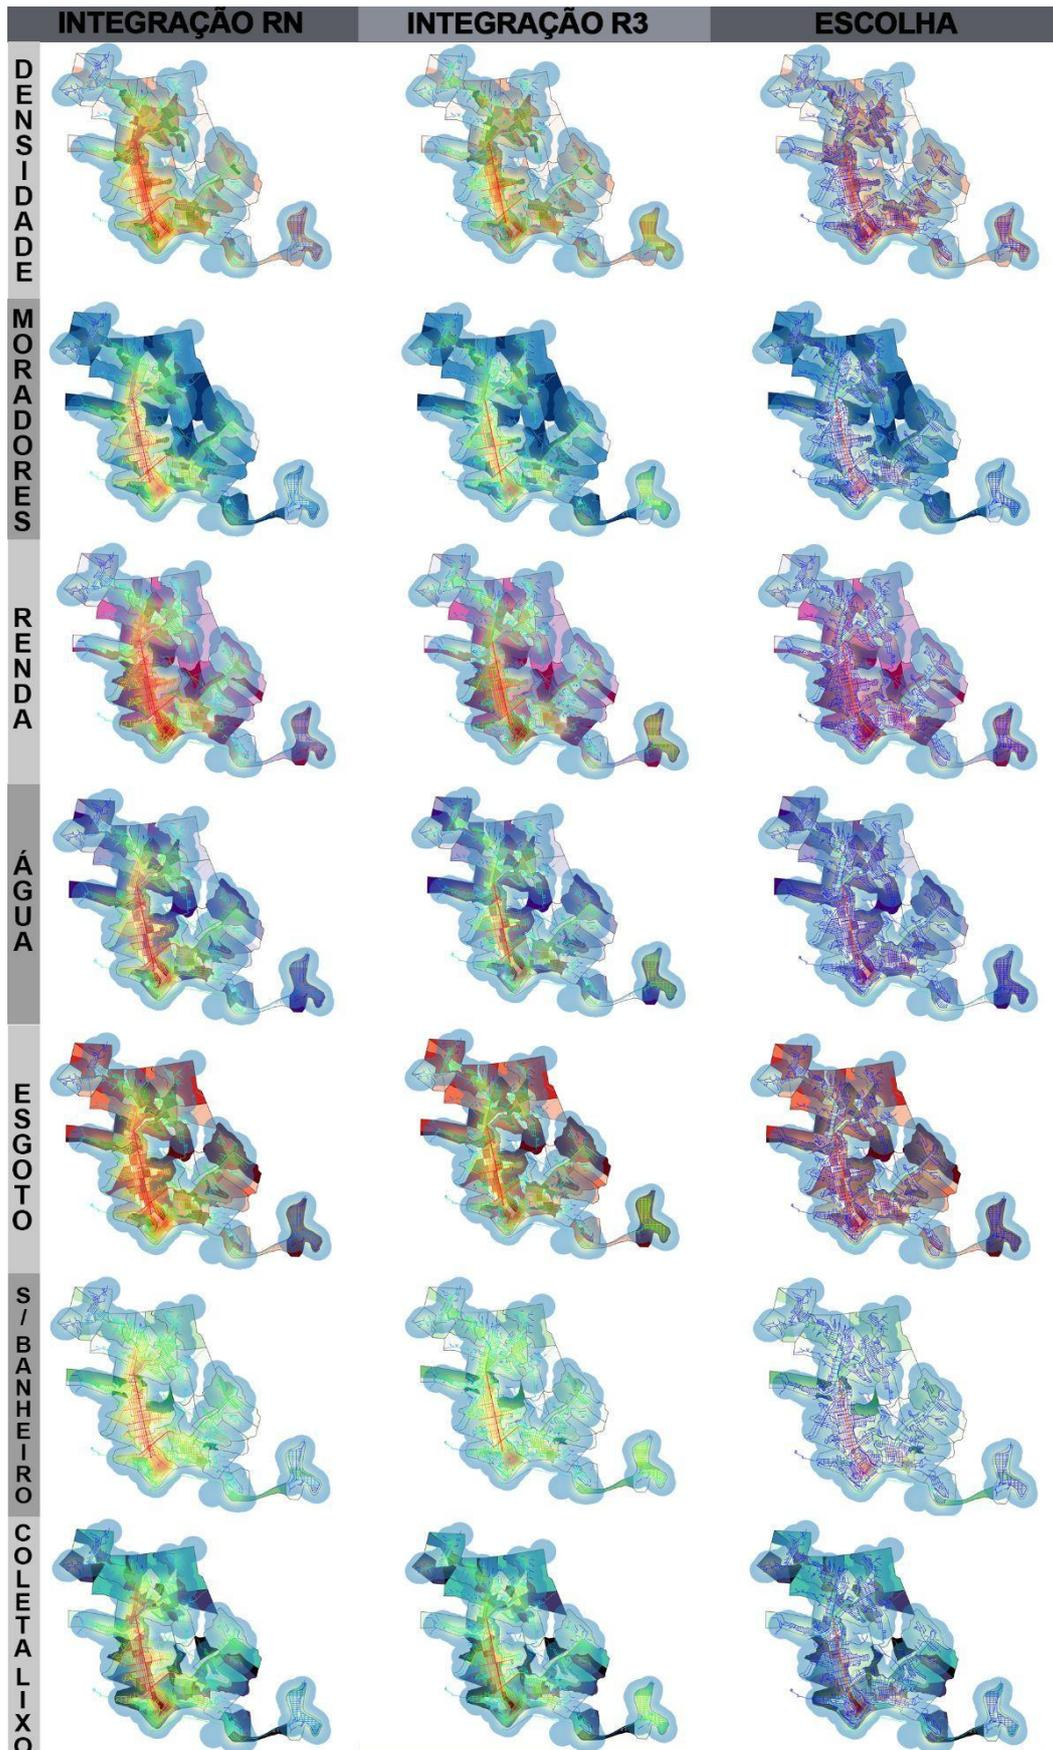 INTEGRAÇÃO RN INTEGRAÇÃO R3 ESCOLHA
DENSIDADE
MORADORES
RENDA
ÁGUA
ESGOTO
S/BANHEIRO
COLETA LIXO